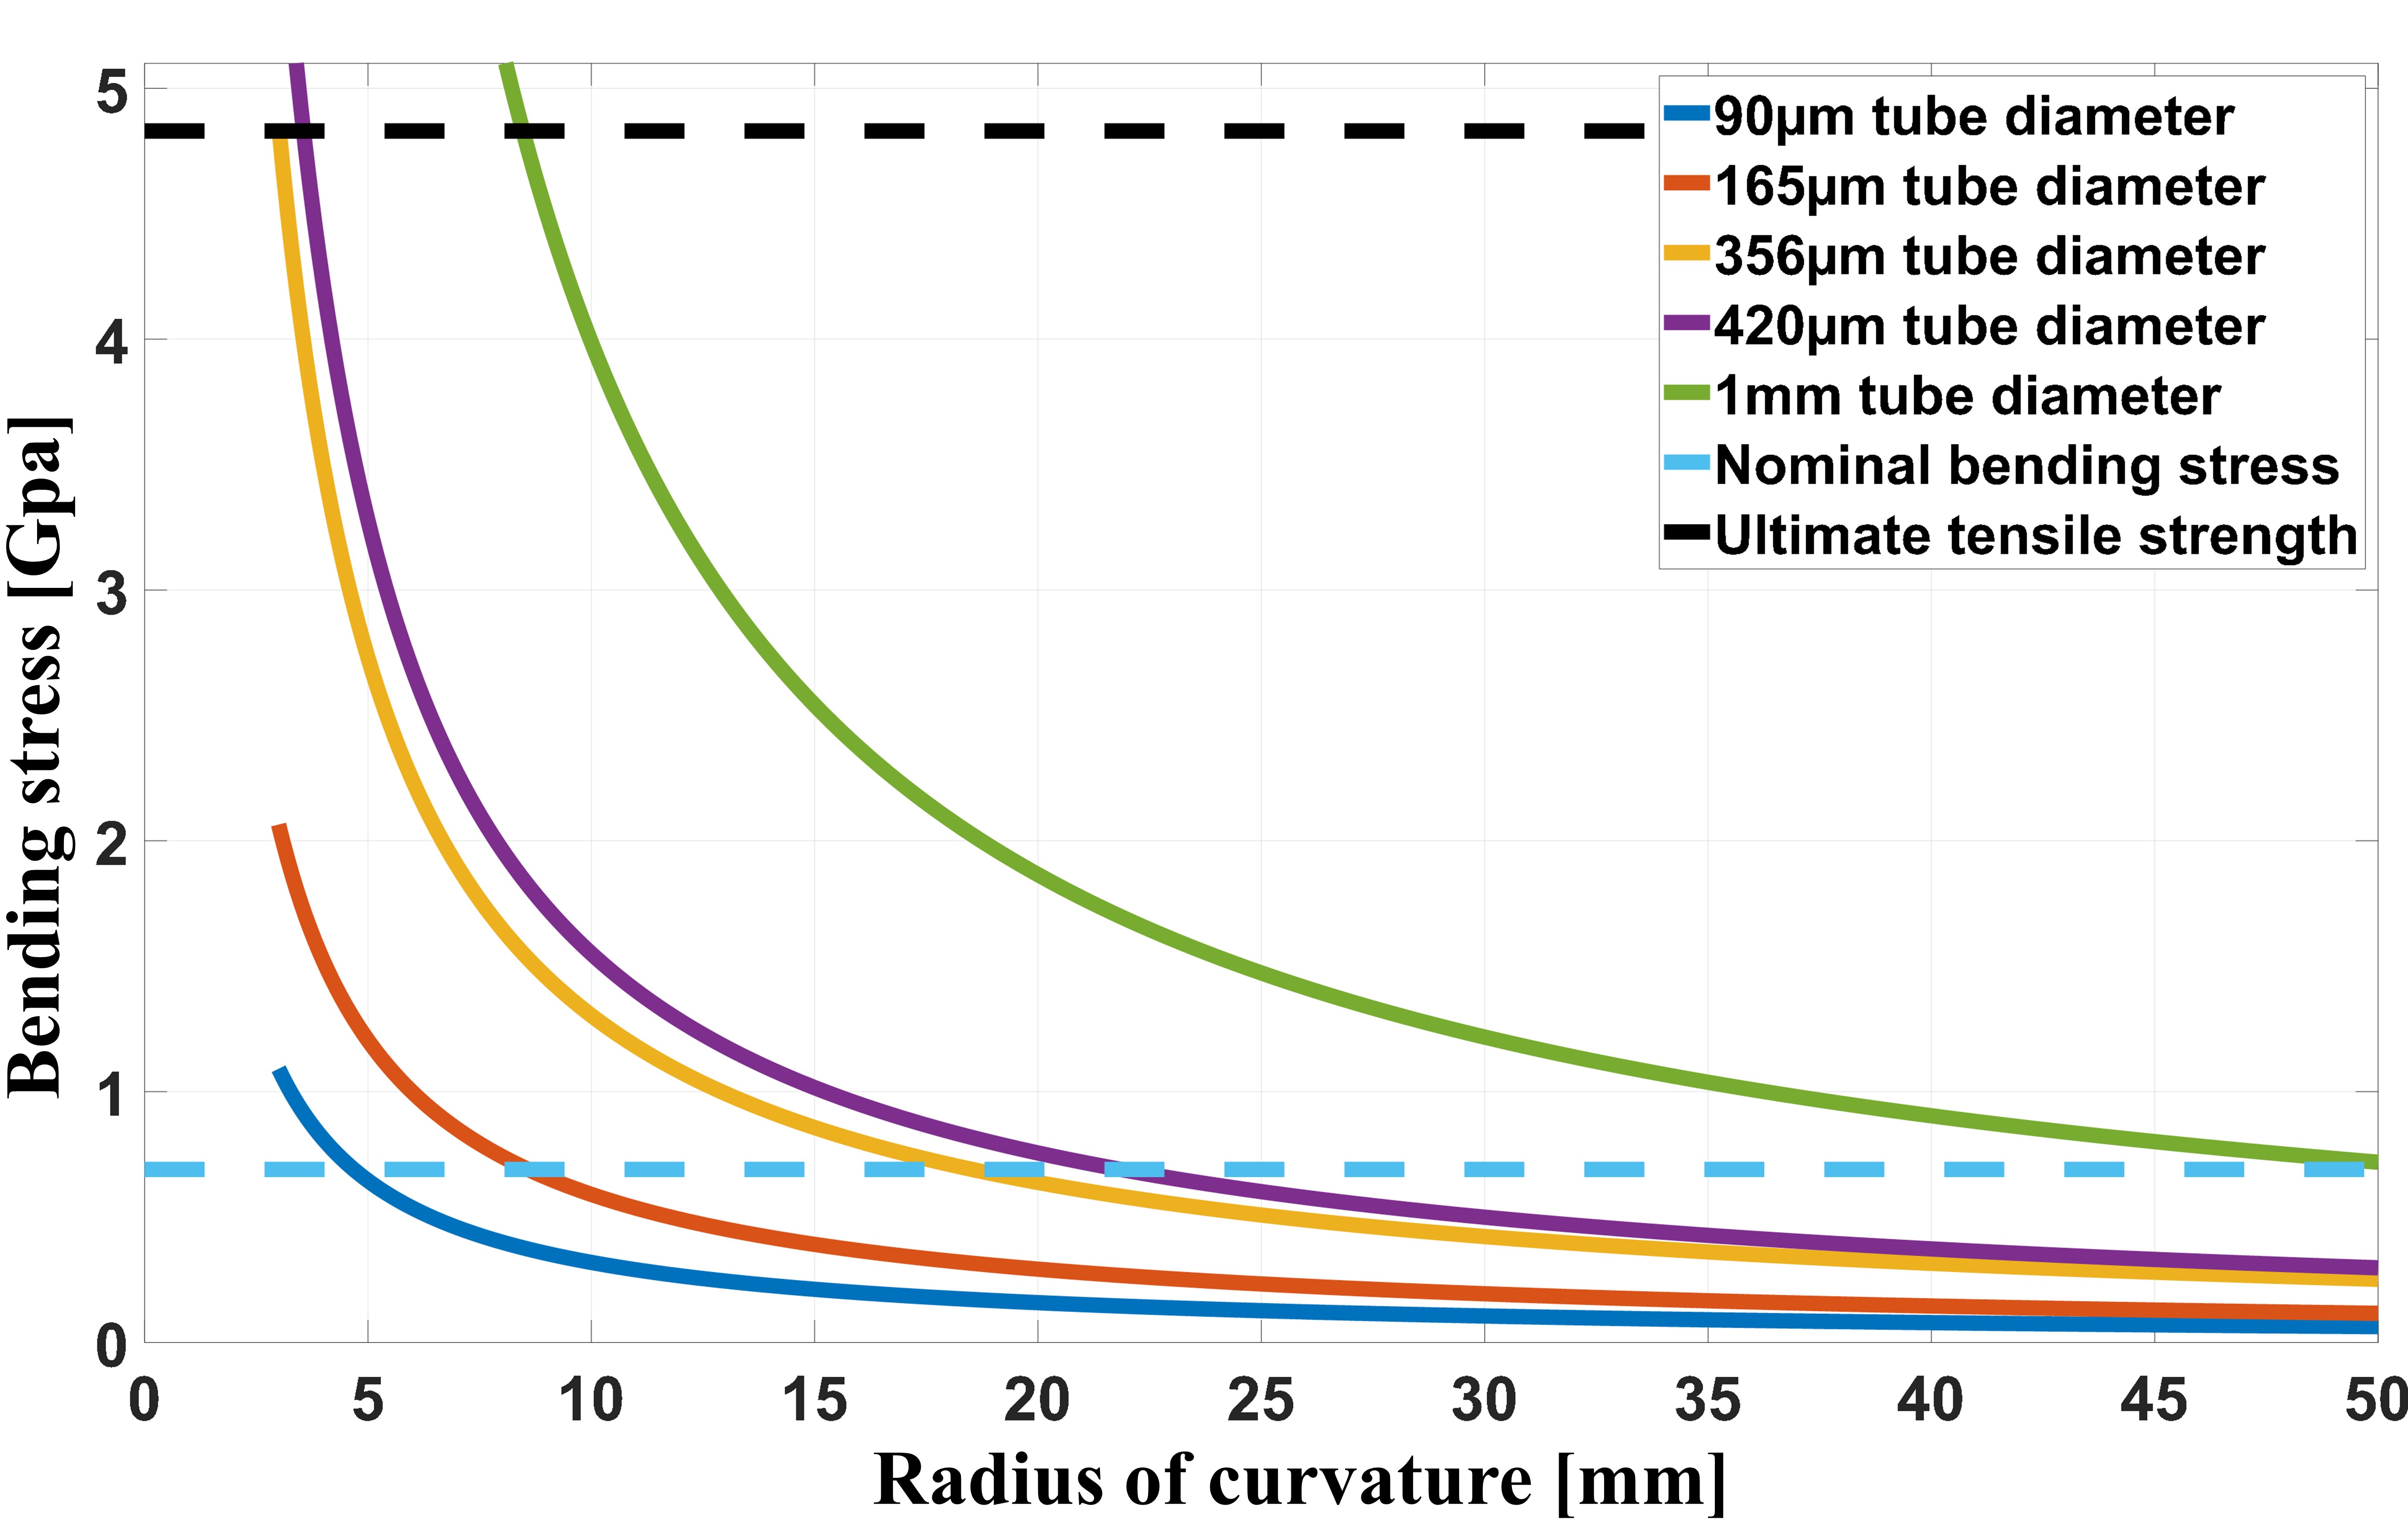 5
4
3
2
1
0
Bending stress [Gpa]
90μm tube diameter
165μm tube diameter
356μm tube diameter
420μm tube diameter
1mm tube diameter
Nominal bending stress
Ultimate tensile strength
0 5 10 15 20 25 30 35 40 45 50
Radius of curvature [mm]